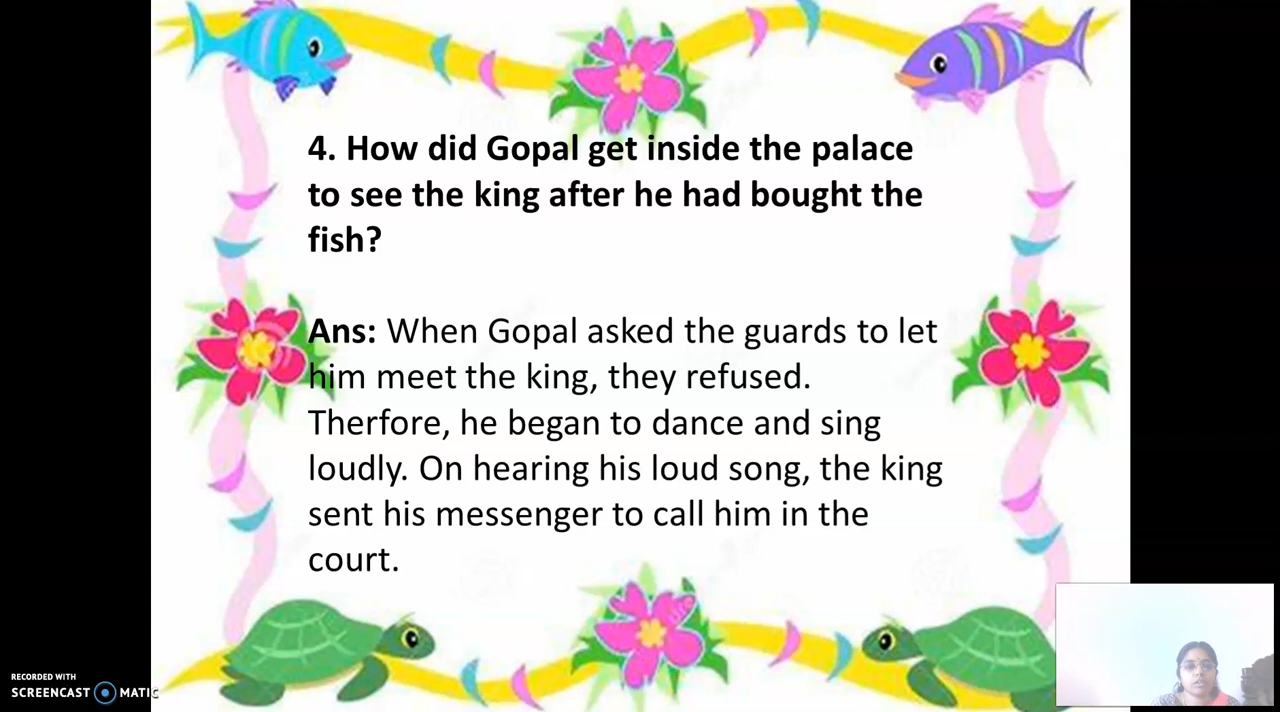 4. How did Gopal get inside the palace
to see the king after he had bought the
fish?
Ans: When Gopal asked the guards to let
him meet the king, they refused.
Therfore, he began to dance and sing
loudly. On hearing his loud song, the king
sent his messenger to call him in the
court.
RECORDED WITH
SCREENCAST MATIC